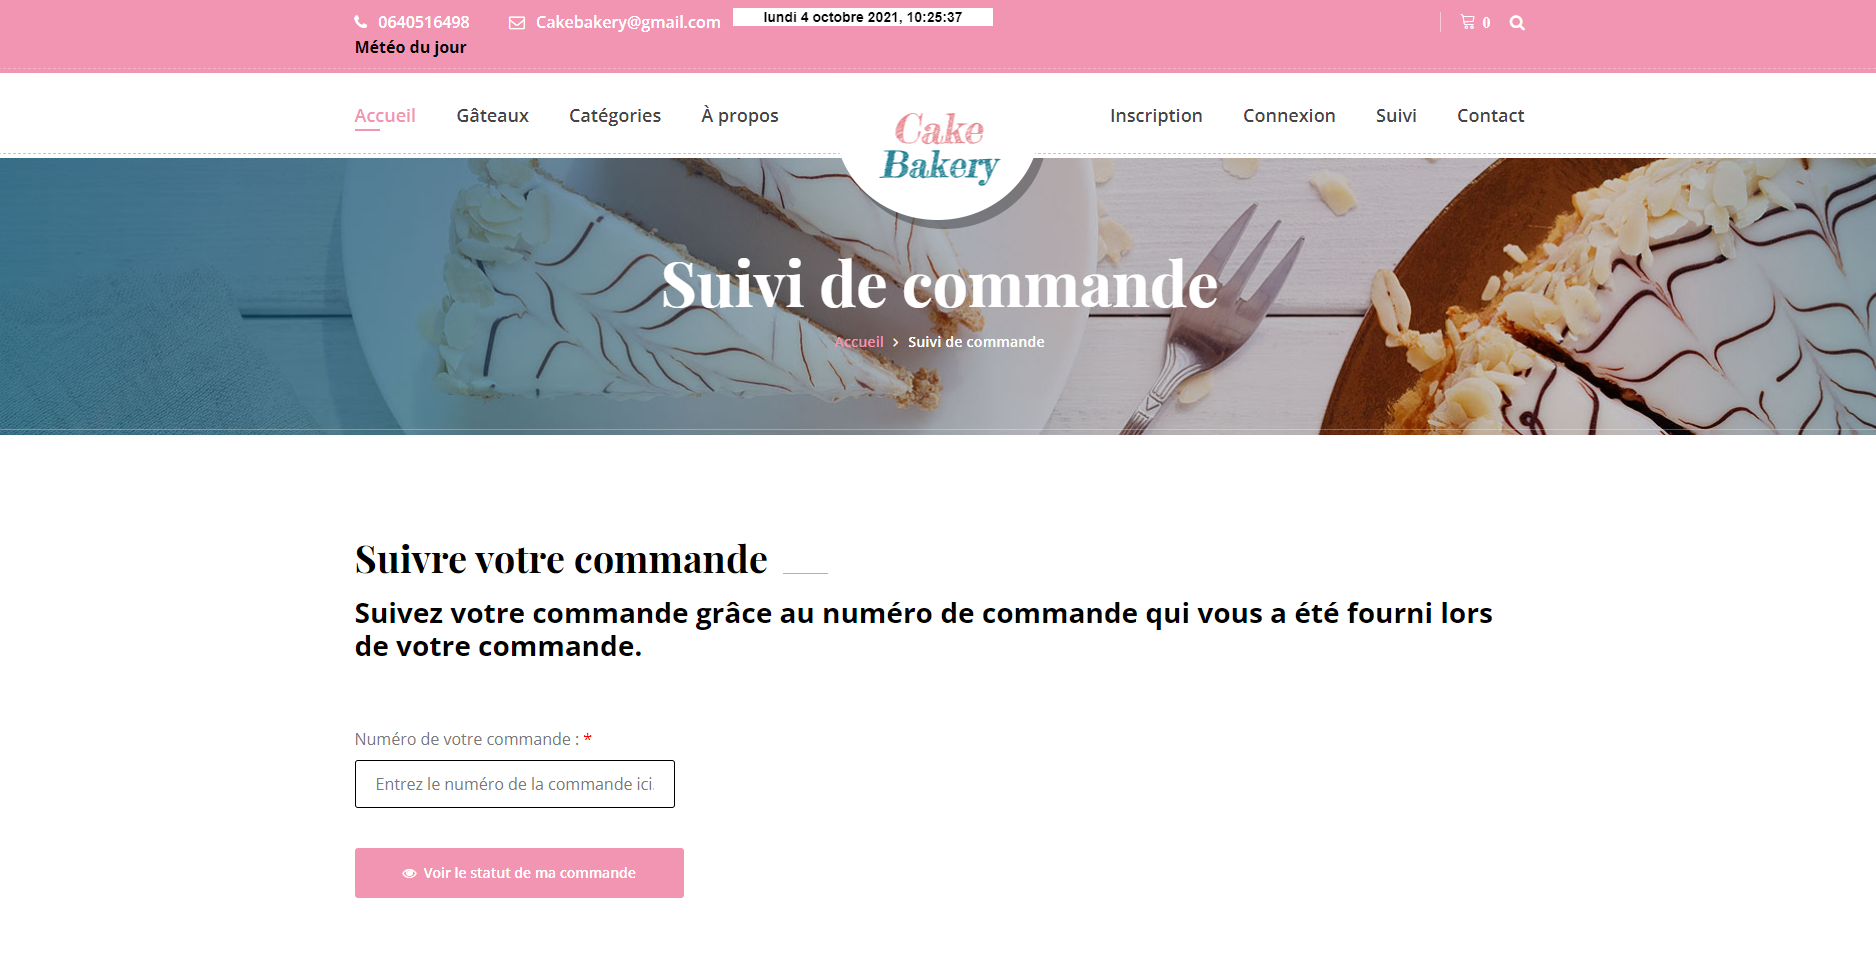 0640516498
Cakebakery@gmail.com
lundi 4 octobre 2021, 10:25:37
0
Météo du jour
Accueil
Gâteaux
Catégories
À propos
Cake
Bakery
Inscription
Connexion
Suivi
Contact
Suivi de commande
Accueil > Suivi de commande
Suivre votre commande
Suivez votre commande grâce au numéro de commande qui vous a été fourni lors
de votre commande.
Numéro de votre commande : *
Entrez le numéro de la commande ici
Voir le statut de ma commande